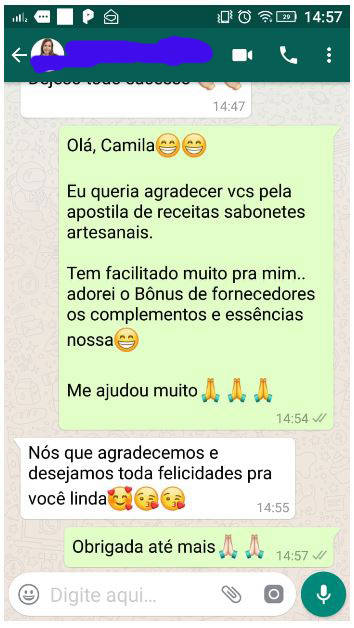 29 14:57
14:47
Olá, Camila😁😁
Eu queria agradecer vcs pela
apostila de receitas sabonetes
artesanais.
Tem facilitado muito pra mim..
adorei o Bônus de fornecedores
os complementos e essências
nossa😁
Me ajudou muito🙏🙏🙏
14:54
Nós que agradecemos e
desejamos toda felicidades pra
você linda🥰😘😘
14:55
Obrigada até mais🙏🏻🙏🏻
14:57
Digite aqui...